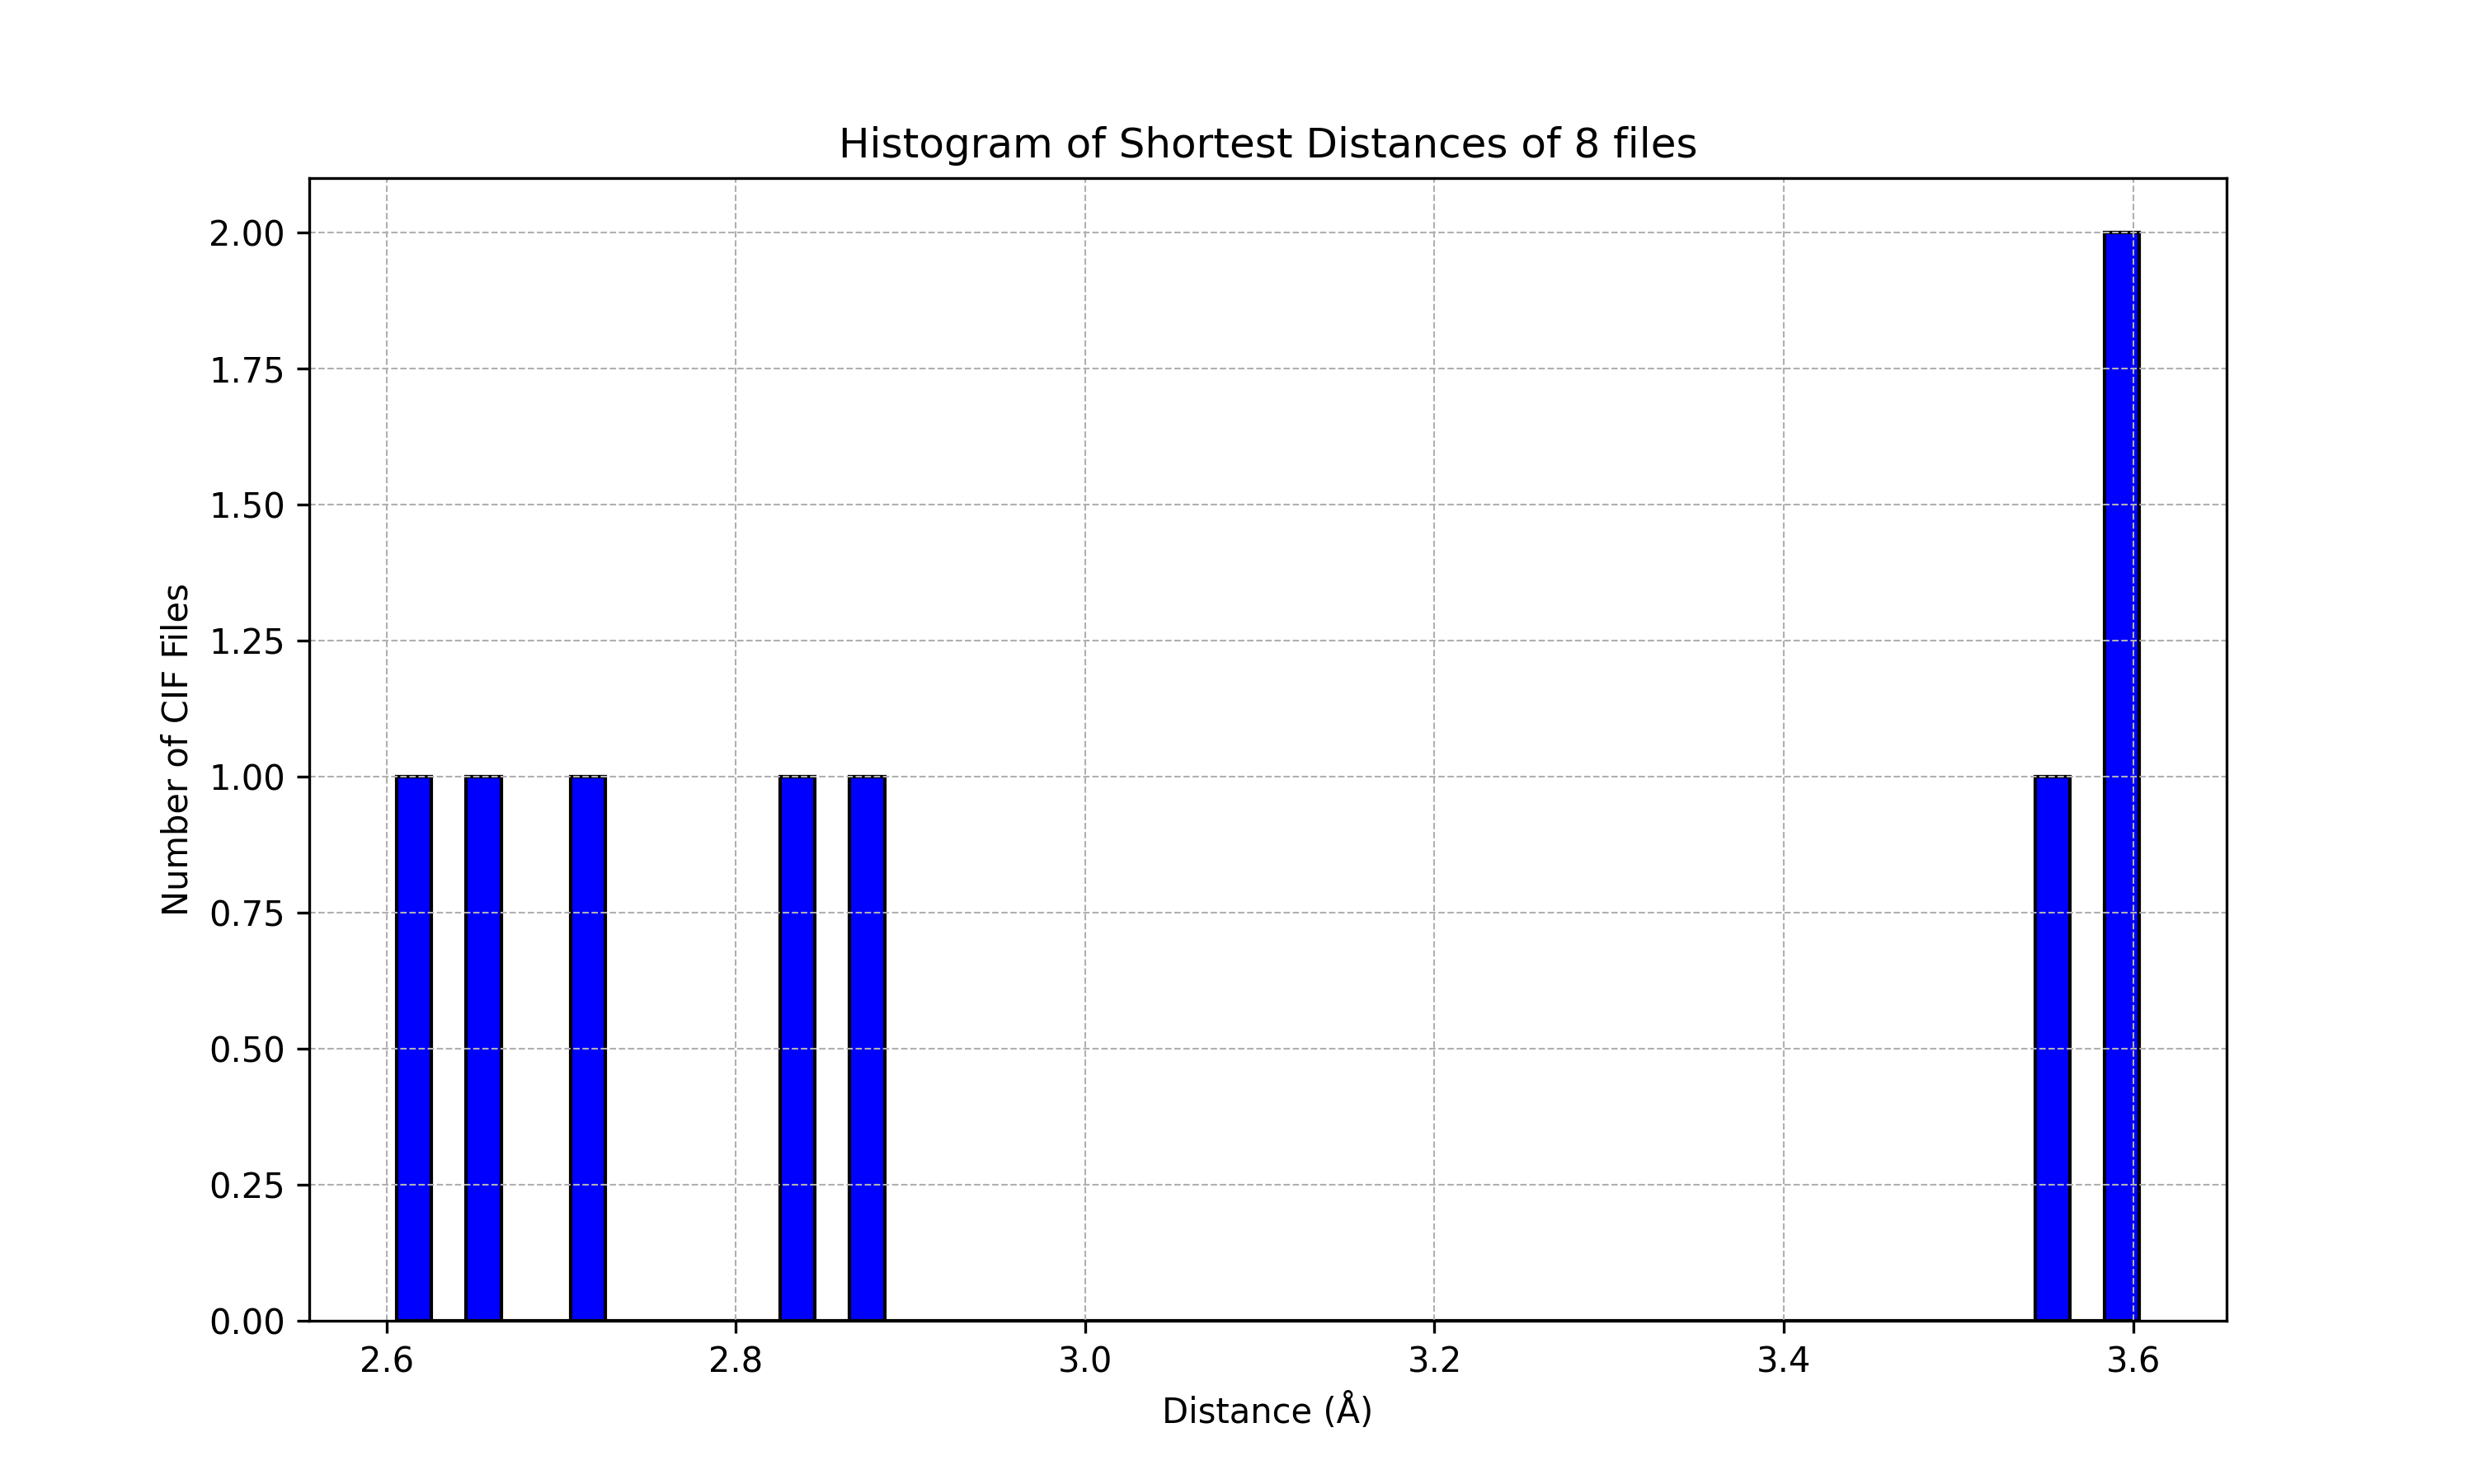 Histogram of Shortest Distances of 8 files
2.00
1.75
1.50
1.25
1.00
0.75
0.50
0.25
0.00
Number of CIF Files
2.6 2.8 3.0 3.2 3.4 3.6
Distance (Å)